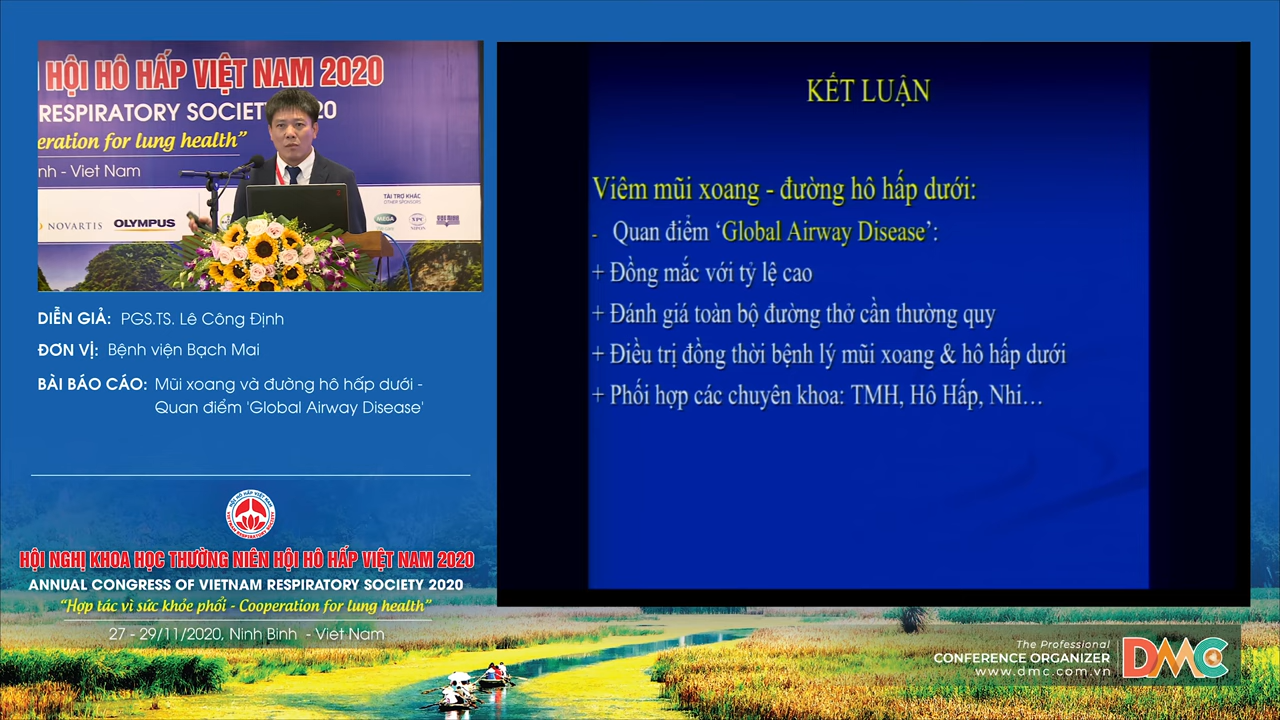 HỘI HÔ HẤP VIỆT NAM 2020
RESPIRATORY SOCIETY 2020
eration for lung health”
nh - Viet Nam
TÀI TRỢ KHÁC
OTHER SPONSORS
NOVARTIS
OLYMPUS
MEGA
DIỄN GIẢ: PGS.TS. Lê Công Định
ĐƠN VỊ: Bệnh viện Bạch Mai
BÀI BÁO CÁO: Mũi xoang và đường hô hấp dưới -
Quan điểm 'Global Airway Disease'
HỘI NGHỊ KHOA HỌC THƯỜNG NIÊN HỘI HÔ HẤP VIỆT NAM 2020
ANNUAL CONGRESS OF VIETNAM RESPIRATORY SOCIETY 2020
“Hợp tác vì sức khỏe phổi - Cooperation for lung health”
27 - 29/11/2020, Ninh Binh - Viet Nam
KẾT LUẬN
Viêm mũi xoang - đường hô hấp dưới:
- Quan điểm ‘Global Airway Disease’:
+ Đồng mắc với tỷ lệ cao
+ Đánh giá toàn bộ đường thở cần thường quy
+ Điều trị đồng thời bệnh lý mũi xoang & hô hấp dưới
+ Phối hợp các chuyên khoa: TMH, Hô Hấp, Nhi…
The Professional
CONFERENCE ORGANIZER
www.dmc.com.vn
DMC